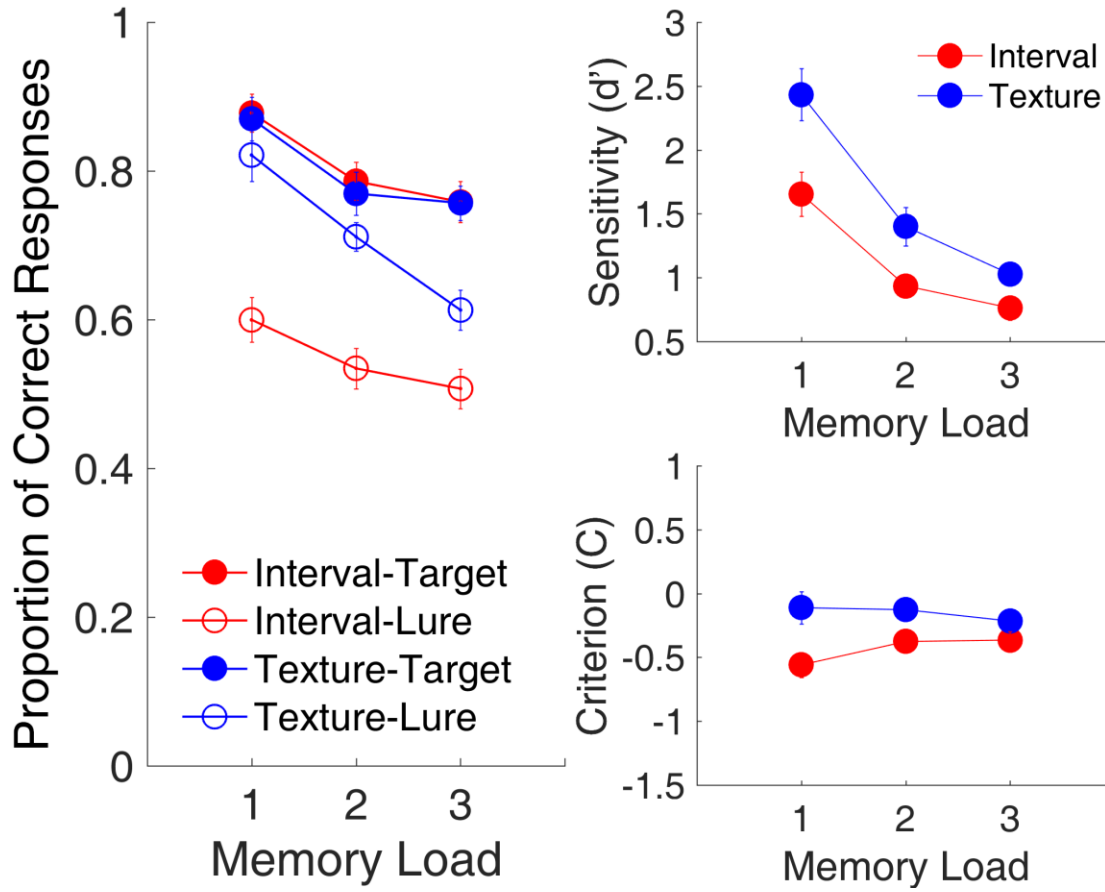 Proportion of Correct Responses
1
0.8
0.6
0.4
0.2
0
Interval-Target
Interval-Lure
Texture-Target
Texture-Lure
1 2 3
Memory Load
Sensitivity (d')
3
2.5
2
1.5
1
0.5
Interval
Texture
1 2 3
Memory Load
Criterion (C)
1
0.5
0
-0.5
-1
-1.5
1 2 3
Memory Load